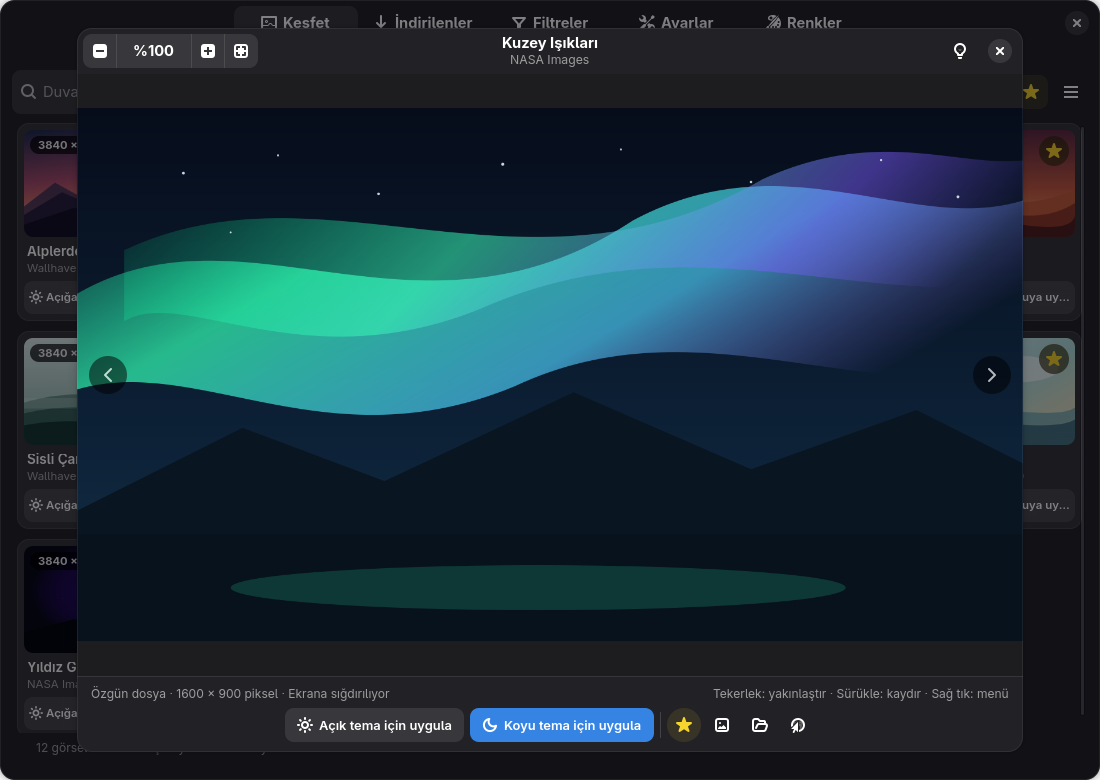 Keşfet
İndirilenler
Filtreler
Ayarlar
Renkler
%100
Kuzey Işıkları
NASA Images
Duva
3840 ×
Alplerde
Wallhave
Açığa
uya uy...
3840 ×
Sisli Ça
Wallhave
Açığa
uya uy...
3840 ×
Yıldız G
NASA Ima
Açığa
12 görse
Özgün dosya · 1600 × 900 piksel · Ekrana sığdırılıyor
Tekerlek: yakınlaştır · Sürükle: kaydır · Sağ tık: menü
Açık tema için uygula
Koyu tema için uygula